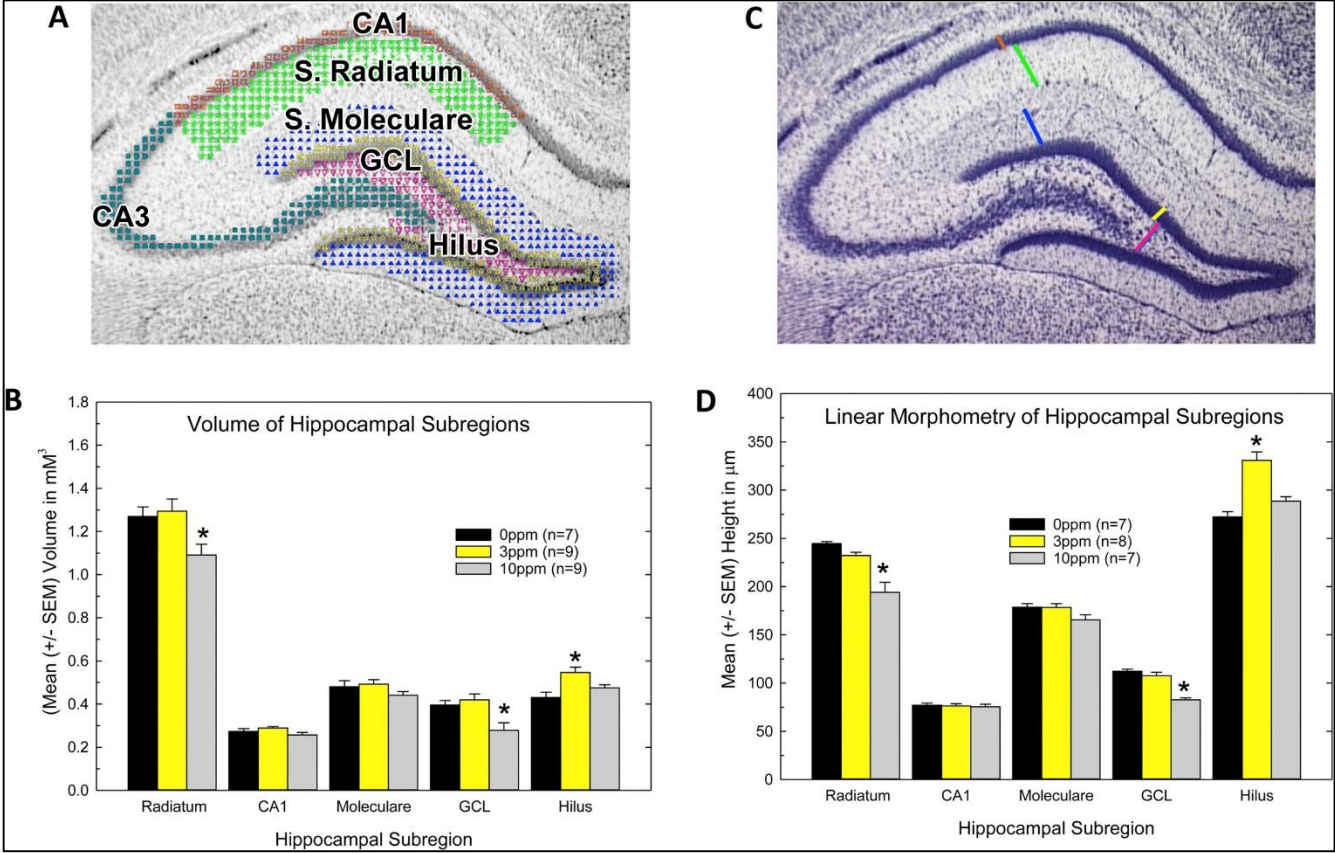 A
CA1
S. Radiatum
S. Moleculare
GCL
CA3
Hilus
C
B
Volume of Hippocampal Subregions
(Mean (+/- SEM) Volume in mM³
1.8
1.6
1.4
1.2
1.0
0.8
0.6
0.4
0.2
0.0
0ppm (n=7)
3ppm (n=9)
10ppm (n=9)
*
*
*
Radiatum CA1 Moleculare GCL Hilus
Hippocampal Subregion
D
Linear Morphometry of Hippocampal Subregions
Mean (+/- SEM) Height in μm
400
350
300
250
200
150
100
50
0
0ppm (n=7)
3ppm (n=8)
10ppm (n=7)
*
*
*
Radiatum CA1 Moleculare GCL Hilus
Hippocampal Subregion